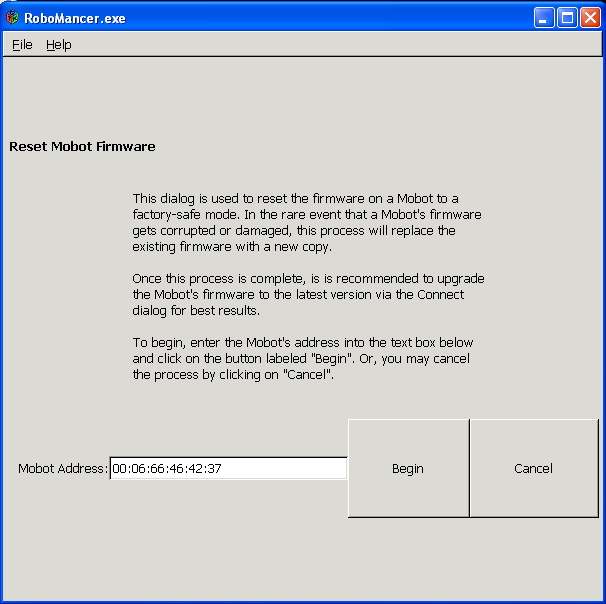 RoboMancer.exe
File Help
Reset Mobot Firmware
This dialog is used to reset the firmware on a Mobot to a
factory-safe mode. In the rare event that a Mobot's firmware
gets corrupted or damaged, this process will replace the
existing firmware with a new copy.
Once this process is complete, is is recommended to upgrade
the Mobot's firmware to the latest version via the Connect
dialog for best results.
To begin, enter the Mobot's address into the text box below
and click on the button labeled "Begin". Or, you may cancel
the process by clicking on "Cancel".
Mobot Address: 00:06:66:46:42:37 Begin Cancel